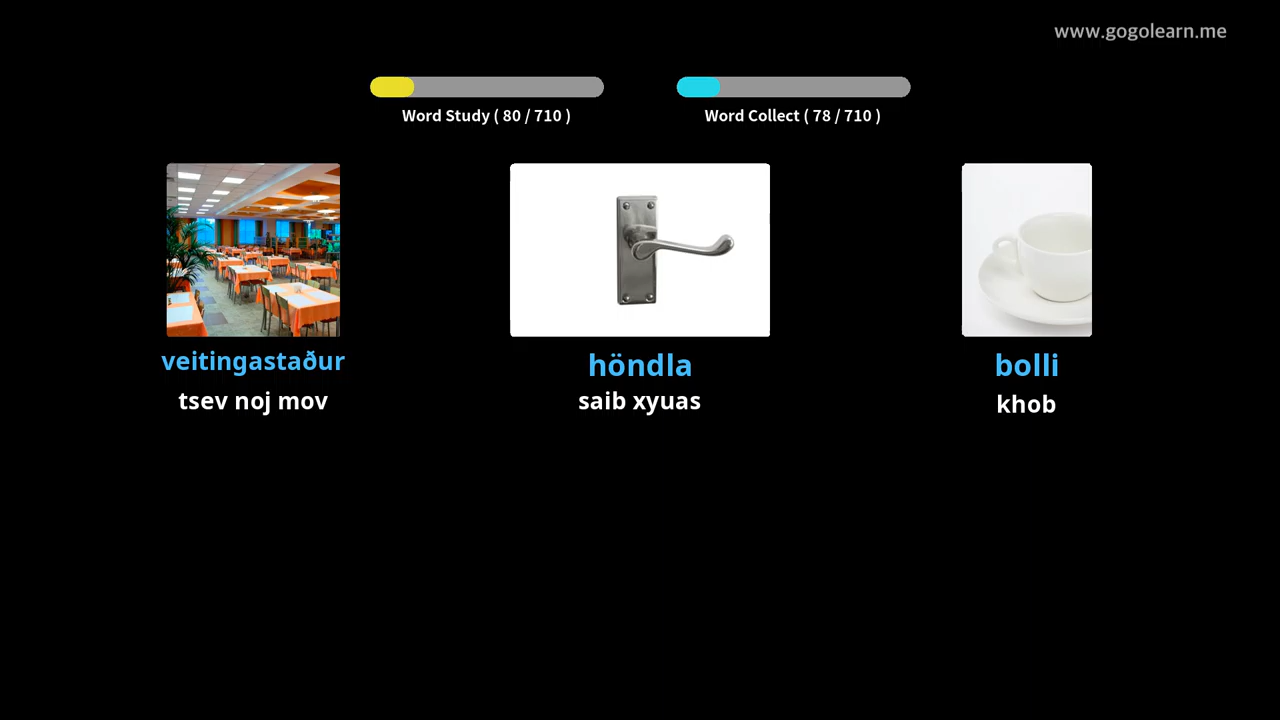 www.gogolearn.me
Word Study ( 80 / 710 )
Word Collect ( 78 / 710 )
veitingastaður
tsev noj mov
höndla
saib xyuas
bolli
khob